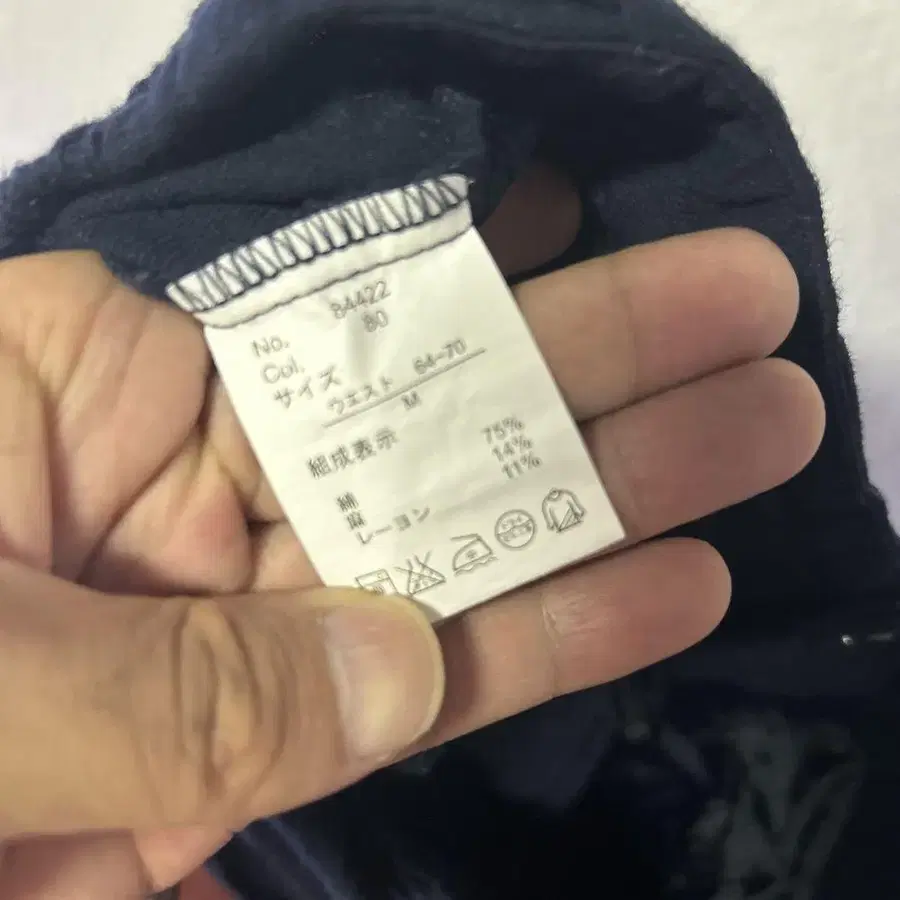 No. 84422
Col. 80
サイズ
ウエスト 64-70
M
組成表示
綿 75%
麻 14%
レーヨン 11%